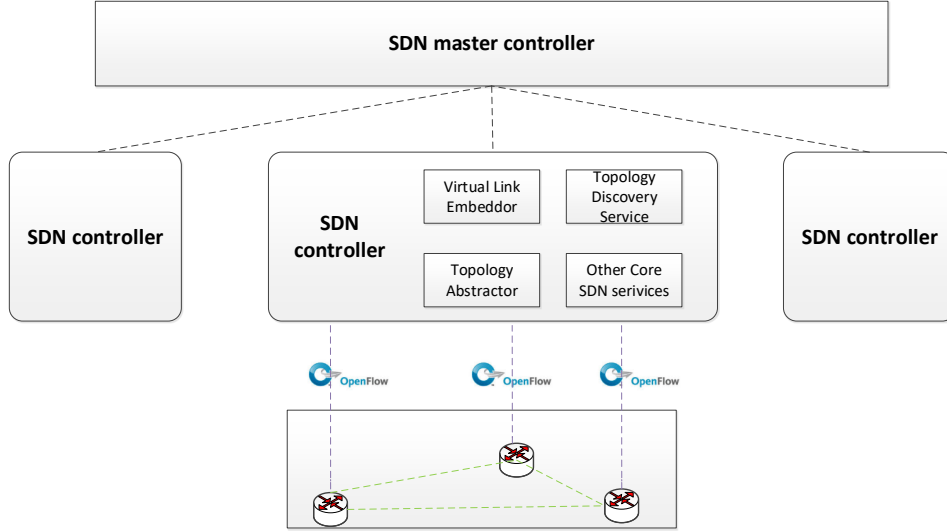 SDN master controller
SDN controller
SDN
controller
Virtual Link
Embeddor
Topology
Discovery
Service
Topology
Abstractor
Other Core
SDN serivices
SDN controller
OpenFlow
OpenFlow
OpenFlow